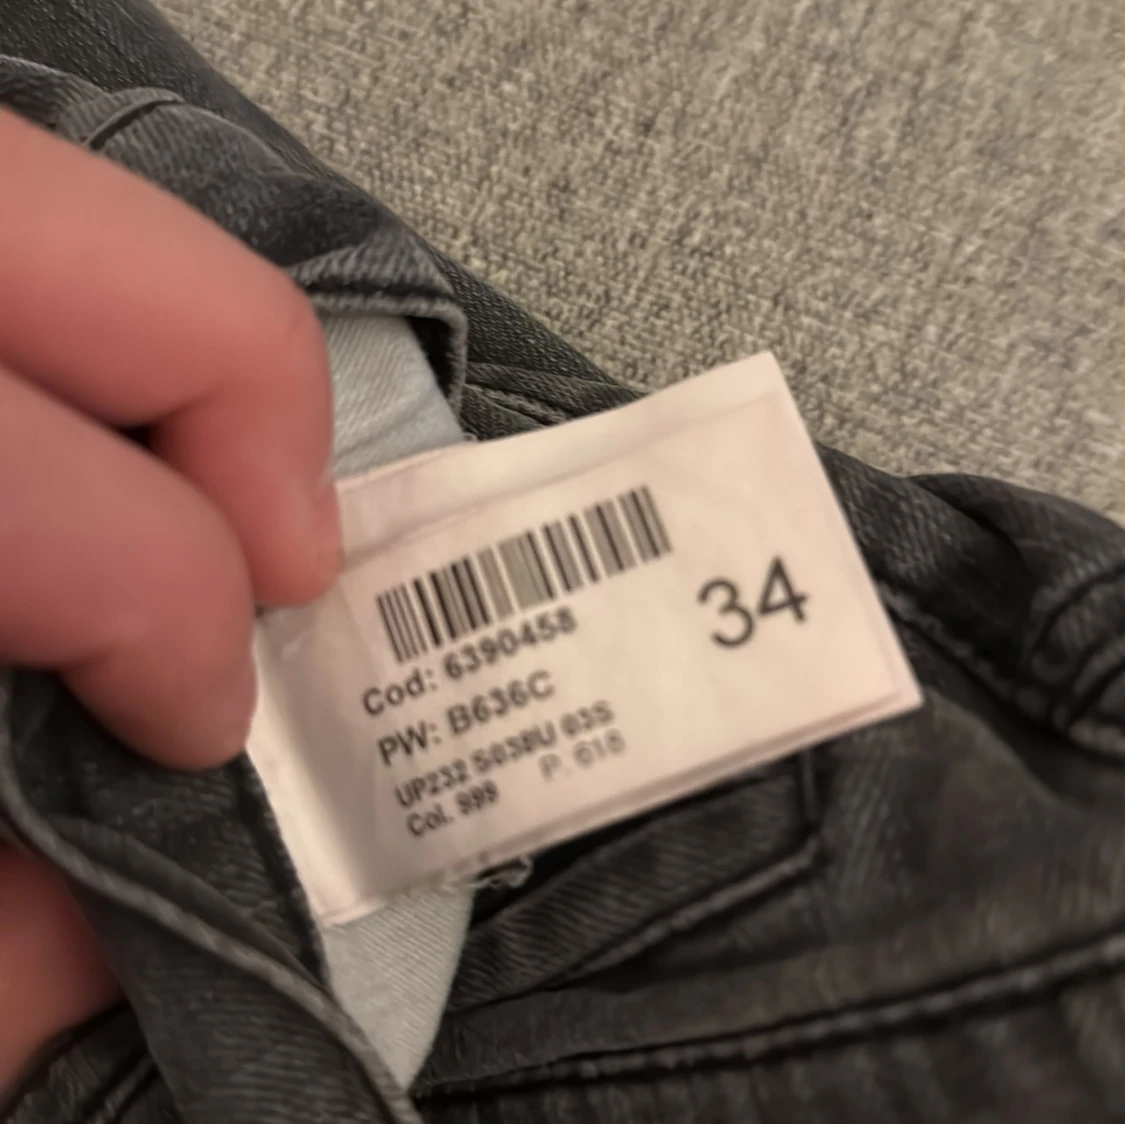 34
Cod: 6390458
PW: B636C
UP232 S038U 03S
Col. 999 P. 616